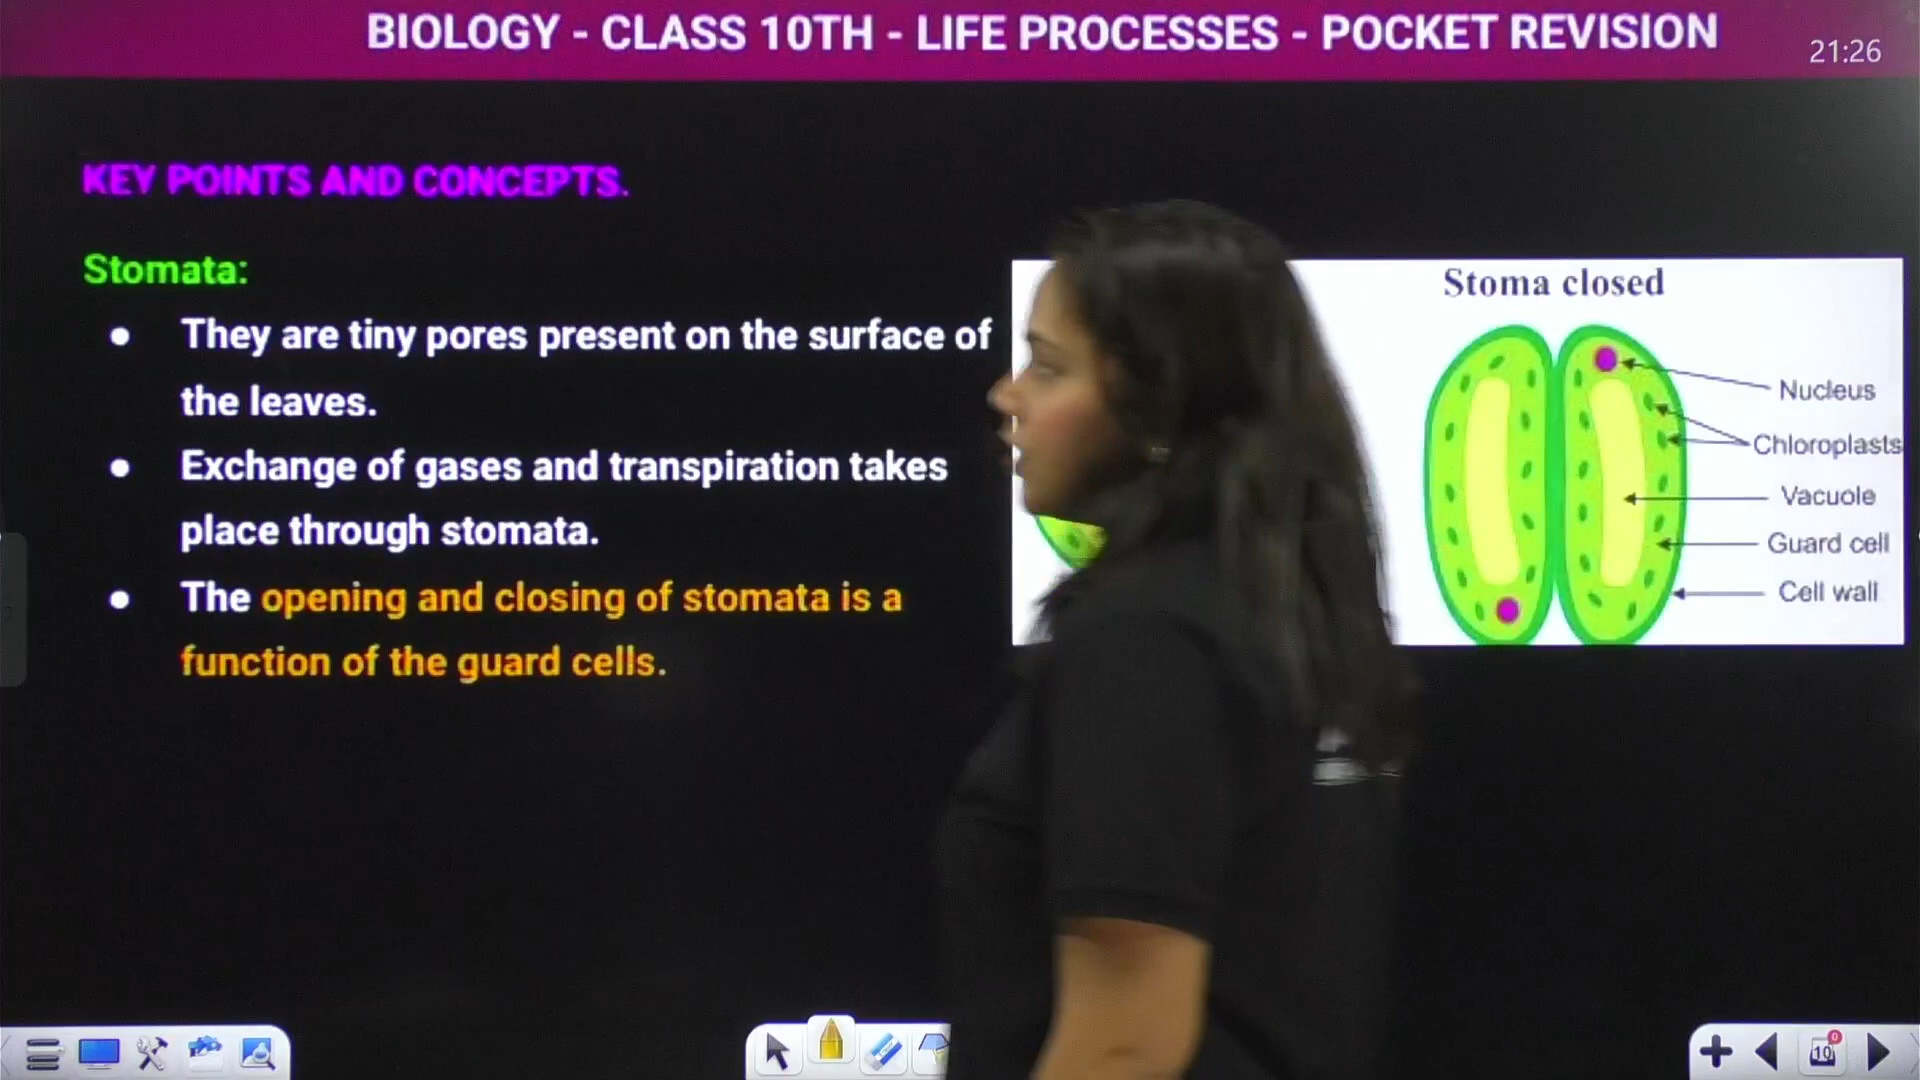 BIOLOGY - CLASS 10TH - LIFE PROCESSES - POCKET REVISION
21:26
KEY POINTS AND CONCEPTS.
Stomata:
● They are tiny pores present on the surface of
the leaves.
● Exchange of gases and transpiration takes
place through stomata.
● The opening and closing of stomata is a
function of the guard cells.
Stoma closed
Nucleus
Chloroplasts
Vacuole
Guard cell
Cell wall
10
0